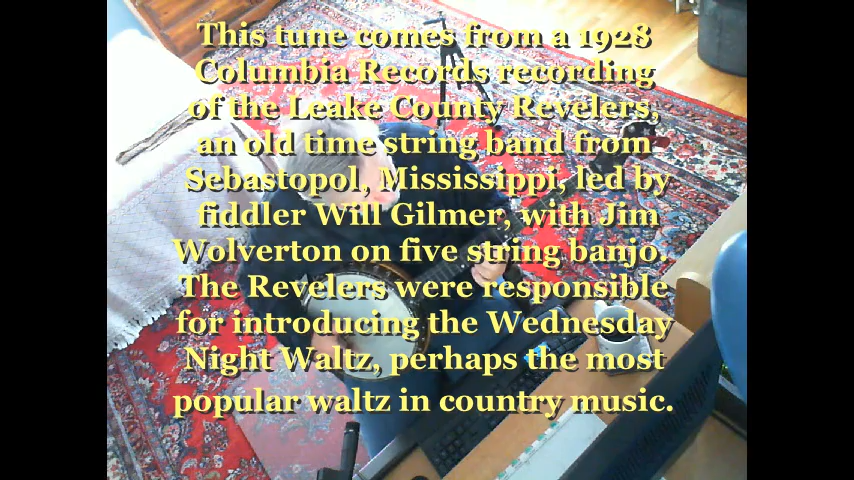 This tune comes from a 1928
Columbia Records recording
of the Leake County Revelers,
an old time string band from
Sebastopol, Mississippi, led by
fiddler Will Gilmer, with Jim
Wolverton on five string banjo.
The Revelers were responsible
for introducing the Wednesday
Night Waltz, perhaps the most
popular waltz in country music.